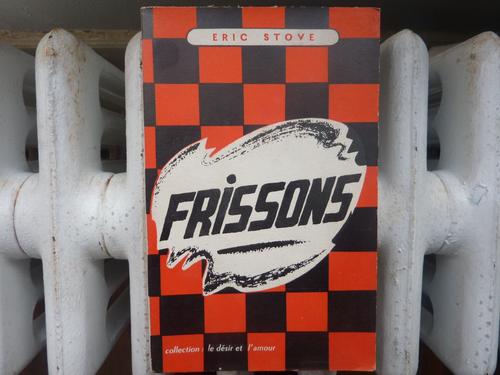 ERIC STOVE
FRISSONS
collection : le désir et l'amour